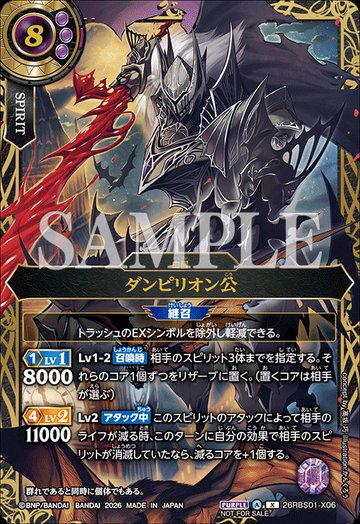 8
SPIRIT
SAMPLE
ダンピリオン公
継召
トラッシュのEXシンボルを除外し軽減できる。
1 LV1 8000
Lv1-2 召喚時 相手のスピリット3体までを指定する。そ
れらのコア1個ずつをリザーブに置く。(置くコアは相手
が選ぶ)
4 LV2 11000
Lv2 アタック中 このスピリットのアタックによって相手の
ライフが減る時、このターンに自分の効果で相手のス
ピリットが消滅していたなら、減るコアを+1個する。
群れであると同時に個体でもある。
©BNP/BANDAI BANDAI 2026 MADE IN JAPAN
PURPLE A X 26RBS01-X06
NOT FOR SALE